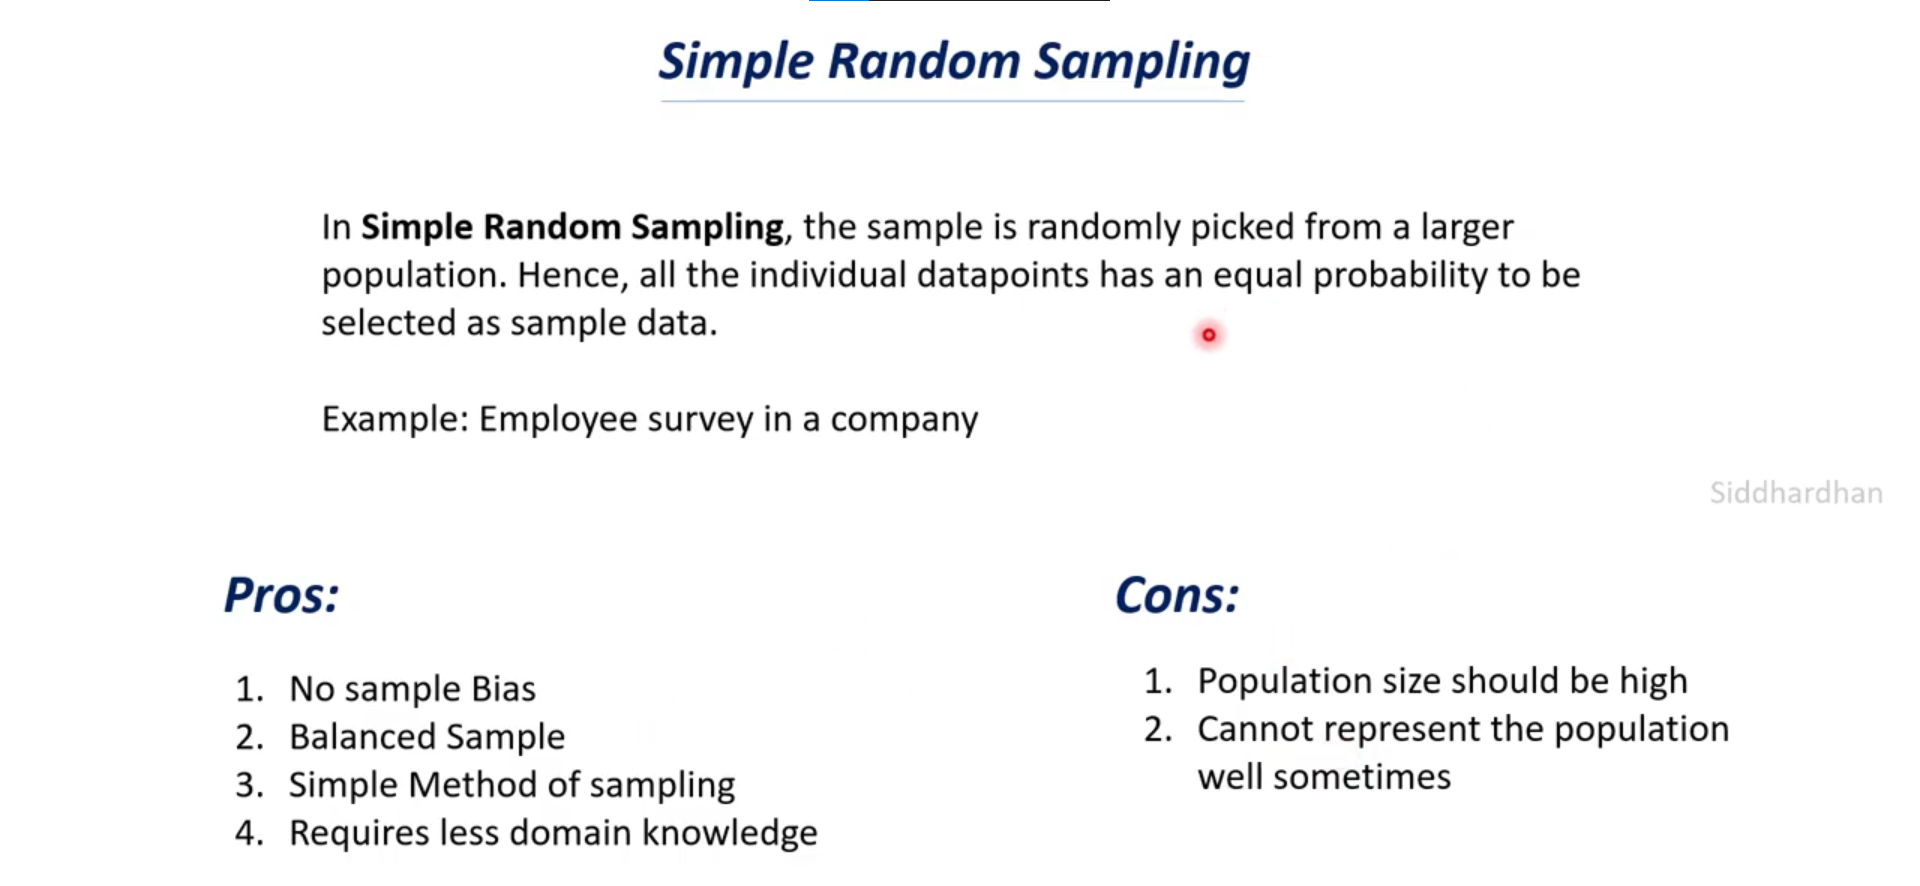 Simple Random Sampling
In Simple Random Sampling, the sample is randomly picked from a larger
population. Hence, all the individual datapoints has an equal probability to be
selected as sample data.
Example: Employee survey in a company
Siddhardhan
Pros:
1. No sample Bias
2. Balanced Sample
3. Simple Method of sampling
4. Requires less domain knowledge
Cons:
1. Population size should be high
2. Cannot represent the population
well sometimes